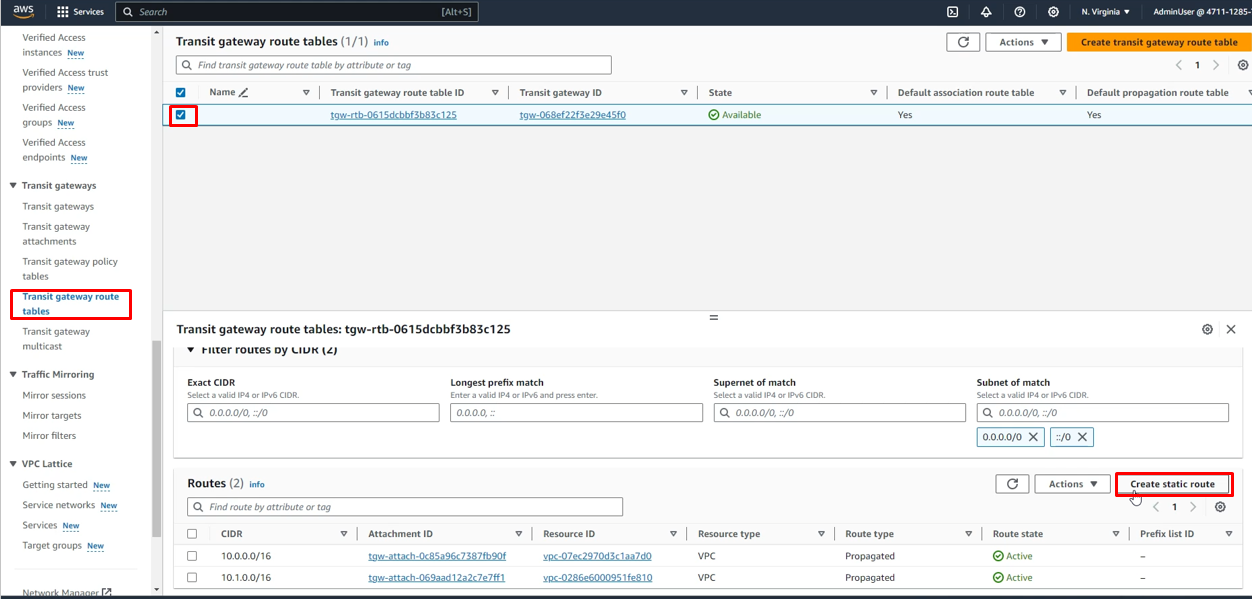 aws
Services
Search
[Alt+S]
N. Virginia
AdminUser @ 4711-1285-
Verified Access
instances New
Verified Access trust
providers New
Verified Access
groups New
Verified Access
endpoints New
Transit gateways
Transit gateways
Transit gateway
attachments
Transit gateway policy
tables
Transit gateway route
tables
Transit gateway
multicast
Traffic Mirroring
Mirror sessions
Mirror targets
Mirror filters
VPC Lattice
Getting started New
Service networks New
Services New
Target groups New
Network Manager
Transit gateway route tables (1/1) info
Actions
Create transit gateway route table
Find transit gateway route table by attribute or tag
1
Name Transit gateway route table ID Transit gateway ID State Default association route table Default propagation route table
tgw-rtb-0615dcbbf3b83c125 tgw-068ef22f3e29e45f0 Available Yes Yes
Transit gateway route tables: tgw-rtb-0615dcbbf3b83c125
Filter routes by CIDR (2)
Exact CIDR
Select a valid IP4 or IPv6 CIDR.
0.0.0.0/0, ::/0
Longest prefix match
Enter a valid IP4 or IPv6 and press enter.
0.0.0.0, ::
Supernet of match
Select a valid IP4 or IPv6 CIDR.
0.0.0.0/0, ::/0
Subnet of match
Select a valid IP4 or IPv6 CIDR.
0.0.0.0/0, ::/0
0.0.0.0/0 ::/0
Routes (2) info
Actions
Create static route
Find route by attribute or tag
1
CIDR Attachment ID Resource ID Resource type Route type Route state Prefix list ID
10.0.0.0/16 tgw-attach-0c85a96c7387fb90f vpc-07ec2970d3c1aa7d0 VPC Propagated Active –
10.1.0.0/16 tgw-attach-069aad12a2c7e7ff1 vpc-0286e6000951fe810 VPC Propagated Active –